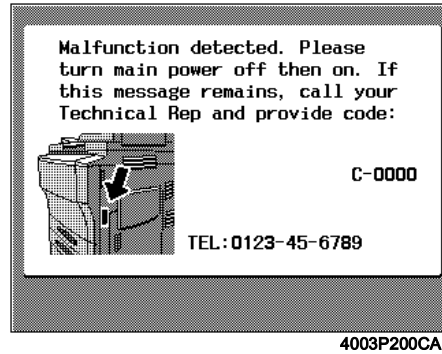 Malfunction detected. Please
turn main power off then on. If
this message remains, call your
Technical Rep and provide code:
C-0000
TEL:0123-45-6789
4003P200CA